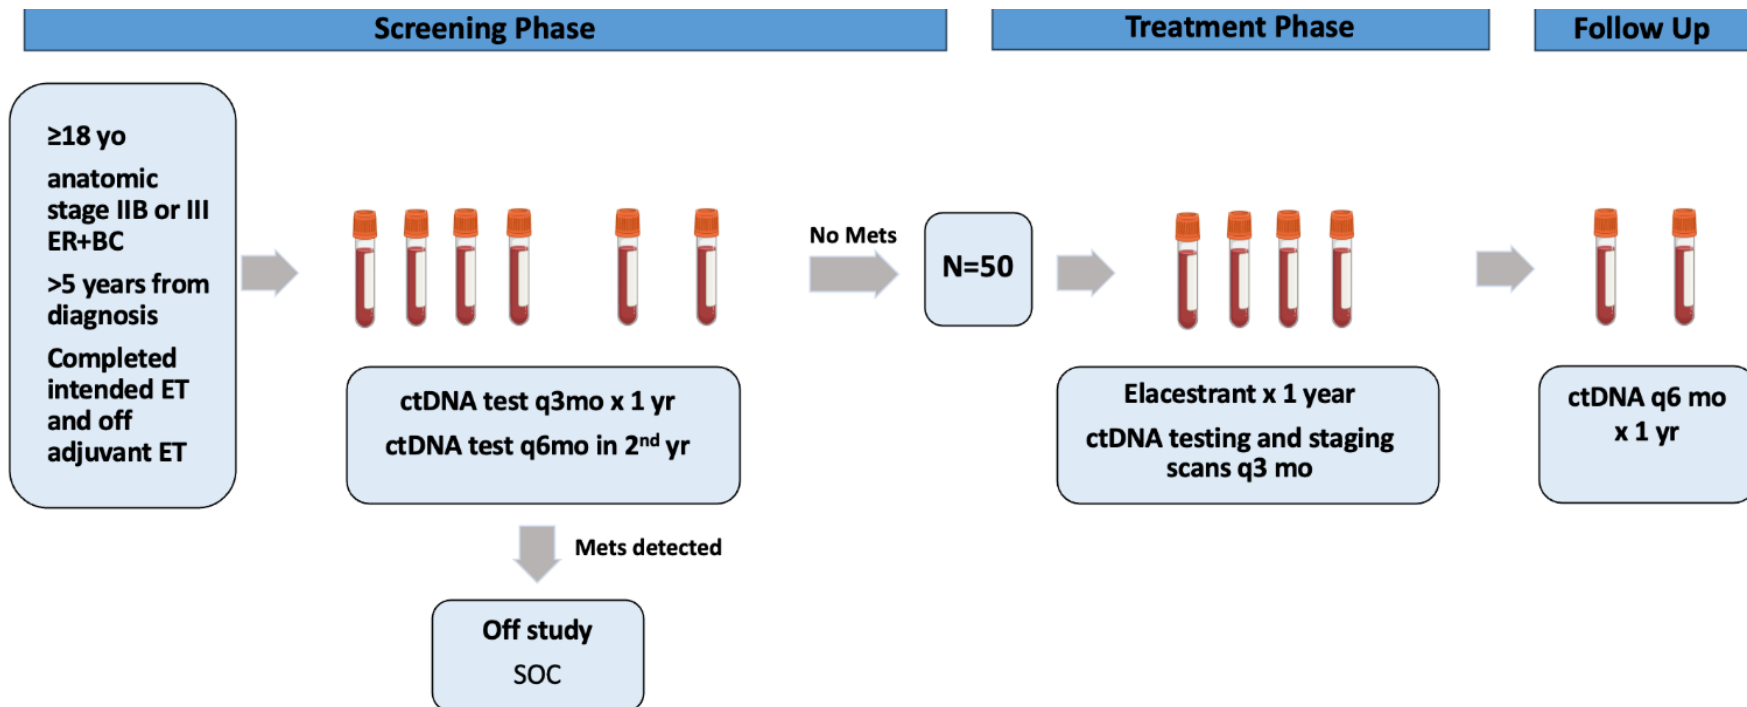 Screening Phase
Treatment Phase
Follow Up
≥18 yo
anatomic
stage IIB or III
ER+BC
>5 years from
diagnosis
Completed
intended ET
and off
adjuvant ET
ctDNA test q3mo x 1 yr
ctDNA test q6mo in 2nd yr
Mets detected
Off study
SOC
No Mets
N=50
Elacestrant x 1 year
ctDNA testing and staging
scans q3 mo
ctDNA q6 mo
x 1 yr